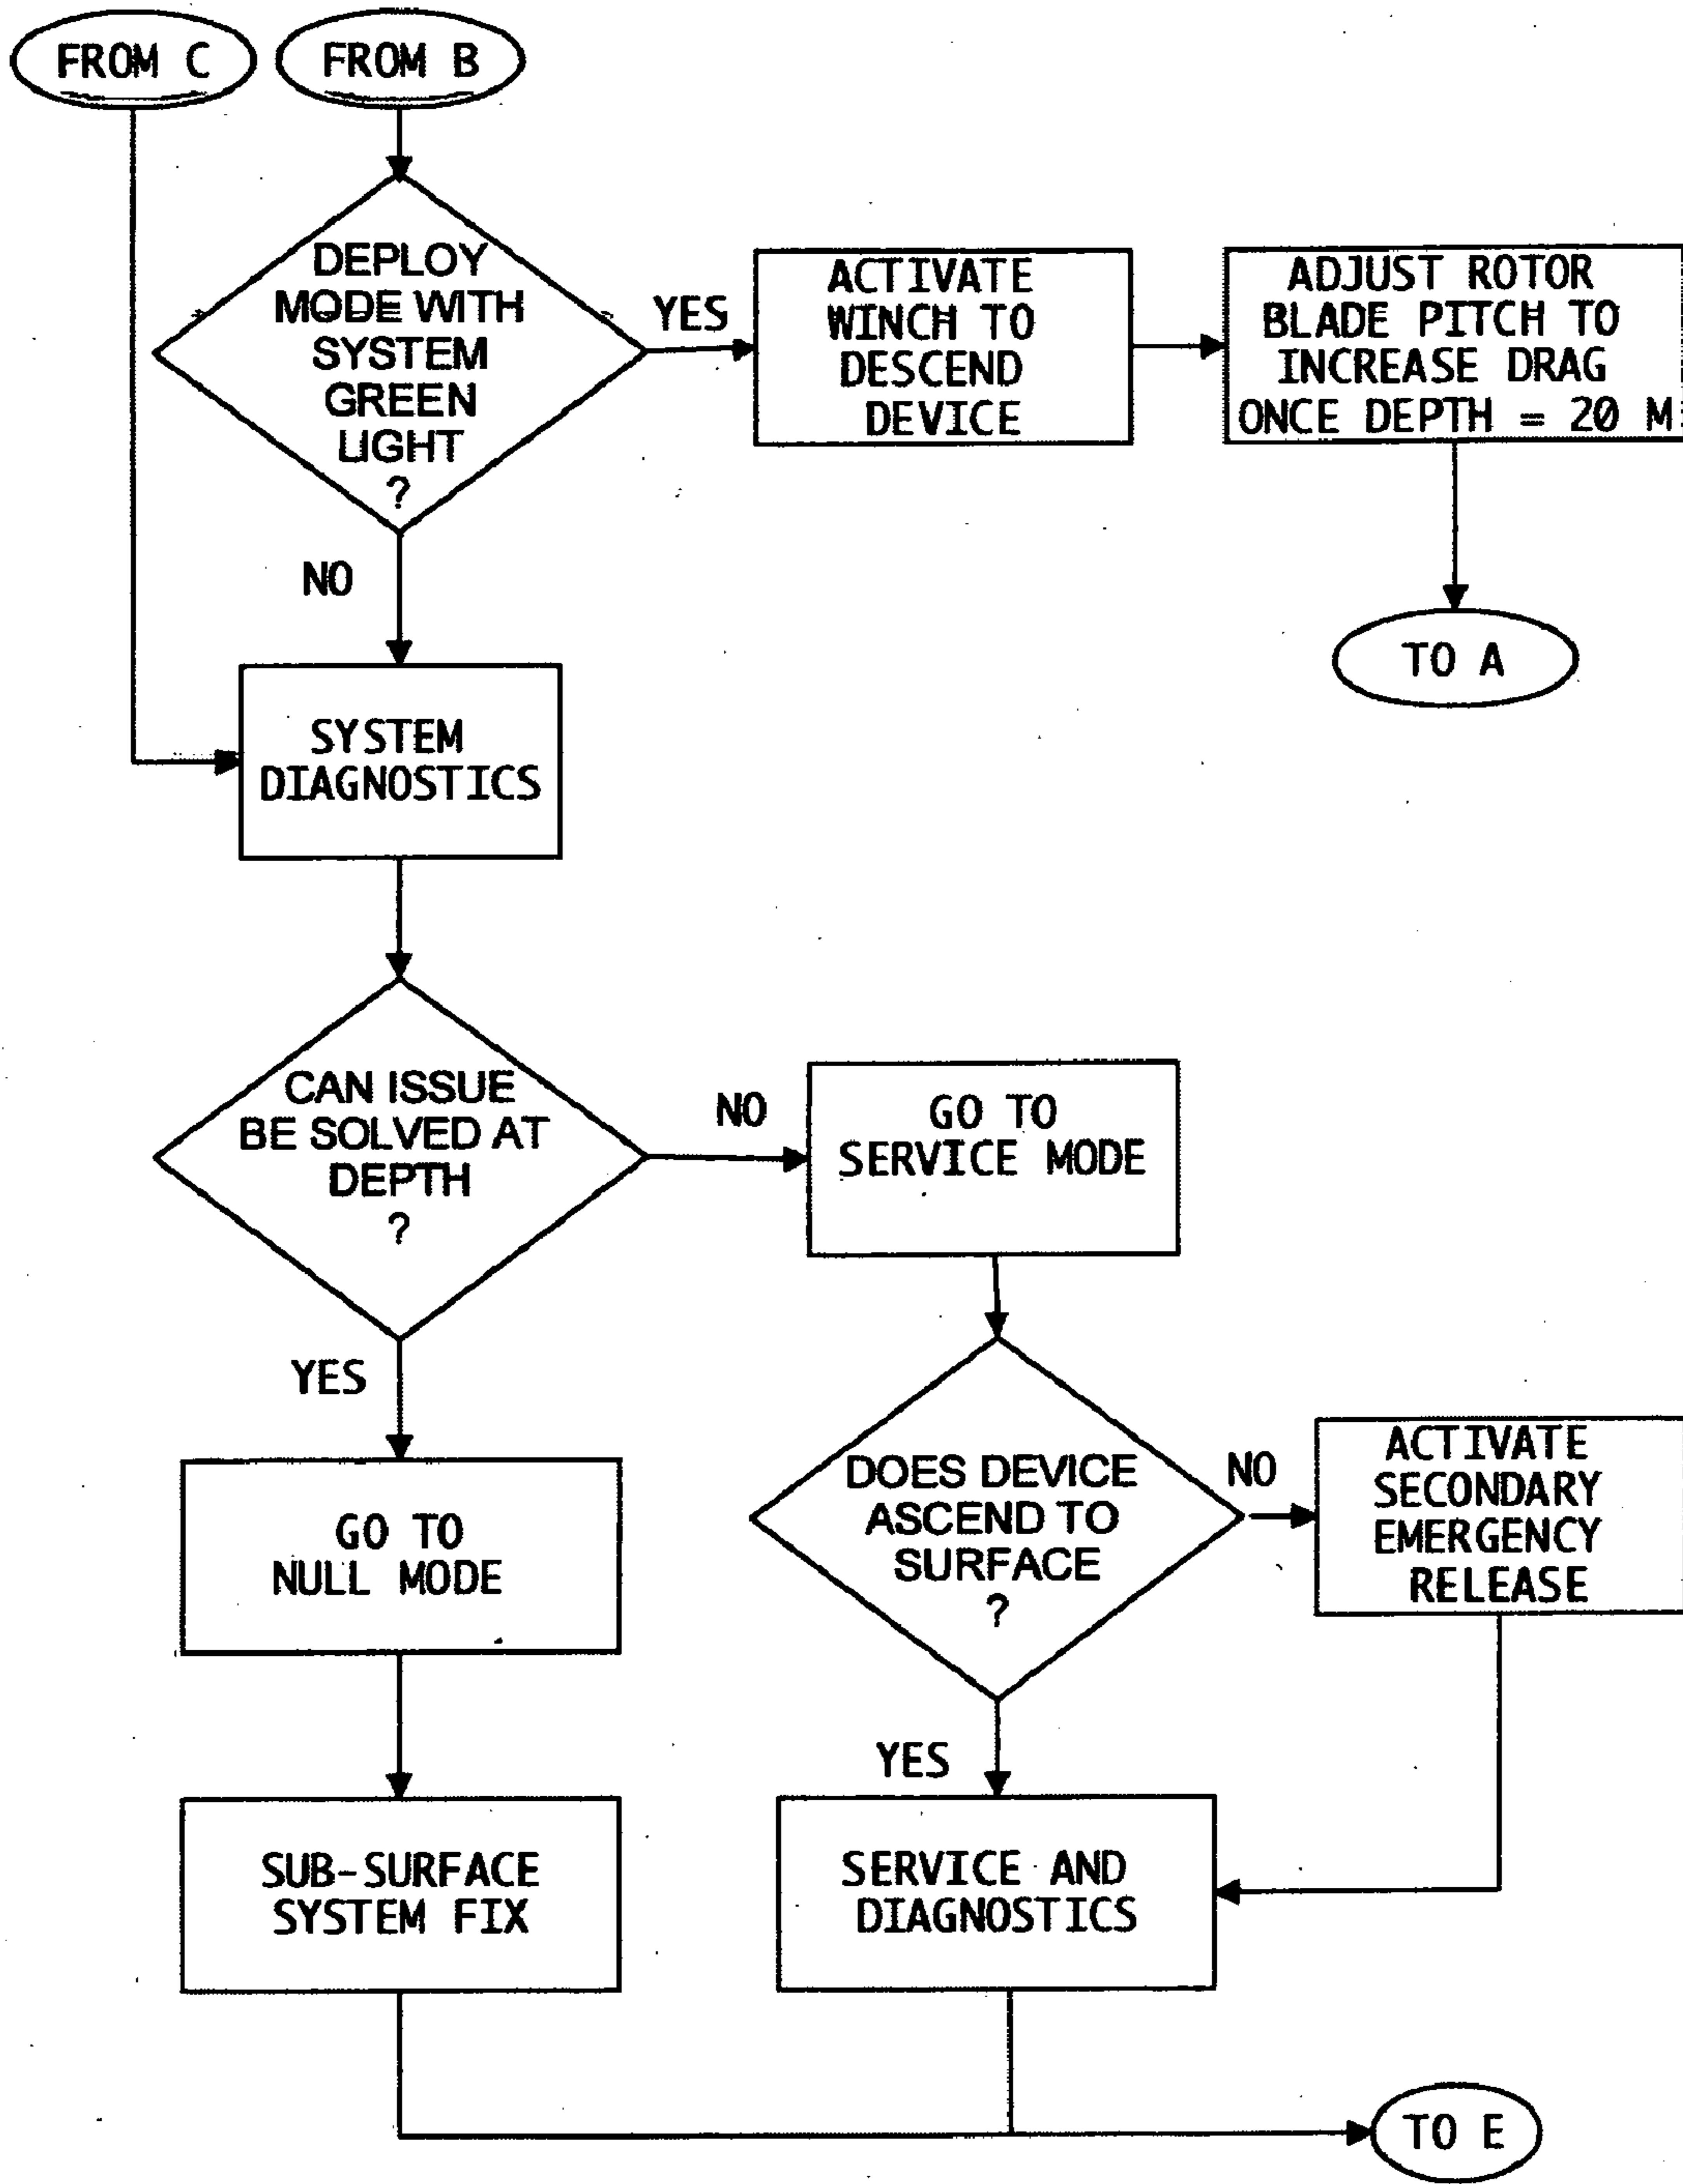 FROM C
FROM B
DEPLOY
MODE WITH
SYSTEM
GREEN
LIGHT
?
YES
ACTIVATE
WINCH TO
DESCEND
DEVICE
ADJUST ROTOR
BLADE PITCH TO
INCREASE DRAG
ONCE DEPTH = 20 M
TO A
NO
SYSTEM
DIAGNOSTICS
CAN ISSUE
BE SOLVED AT
DEPTH
?
NO
GO TO
SERVICE MODE
YES
GO TO
NULL MODE
DOES DEVICE
ASCEND TO
SURFACE
?
NO
ACTIVATE
SECONDARY
EMERGENCY
RELEASE
YES
SUB-SURFACE
SYSTEM FIX
SERVICE AND
DIAGNOSTICS
TO E